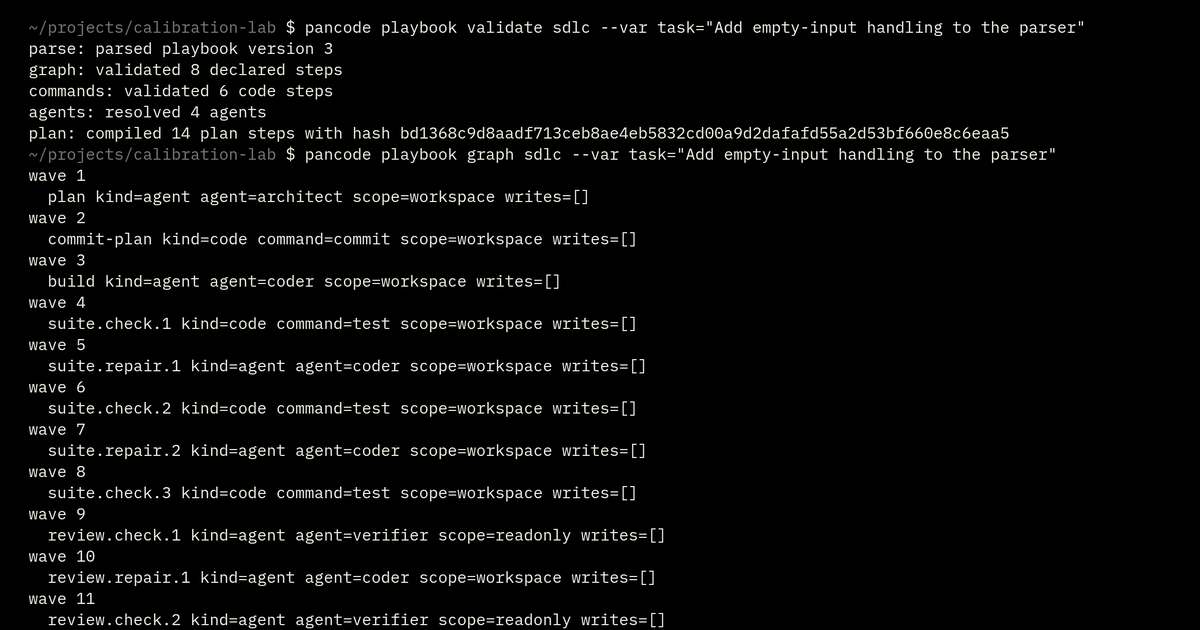 ~/projects/calibration-lab $ pancode playbook validate sdlc --var task="Add empty-input handling to the parser"
parse: parsed playbook version 3
graph: validated 8 declared steps
commands: validated 6 code steps
agents: resolved 4 agents
plan: compiled 14 plan steps with hash bd1368c9d8aadf713ceb8ae4eb5832cd00a9d2dafafd55a2d53bf660e8c6eaa5
~/projects/calibration-lab $ pancode playbook graph sdlc --var task="Add empty-input handling to the parser"
wave 1
  plan kind=agent agent=architect scope=workspace writes=[]
wave 2
  commit-plan kind=code command=commit scope=workspace writes=[]
wave 3
  build kind=agent agent=coder scope=workspace writes=[]
wave 4
  suite.check.1 kind=code command=test scope=workspace writes=[]
wave 5
  suite.repair.1 kind=agent agent=coder scope=workspace writes=[]
wave 6
  suite.check.2 kind=code command=test scope=workspace writes=[]
wave 7
  suite.repair.2 kind=agent agent=coder scope=workspace writes=[]
wave 8
  suite.check.3 kind=code command=test scope=workspace writes=[]
wave 9
  review.check.1 kind=agent agent=verifier scope=readonly writes=[]
wave 10
  review.repair.1 kind=agent agent=coder scope=workspace writes=[]
wave 11
  review.check.2 kind=agent agent=verifier scope=readonly writes=[]